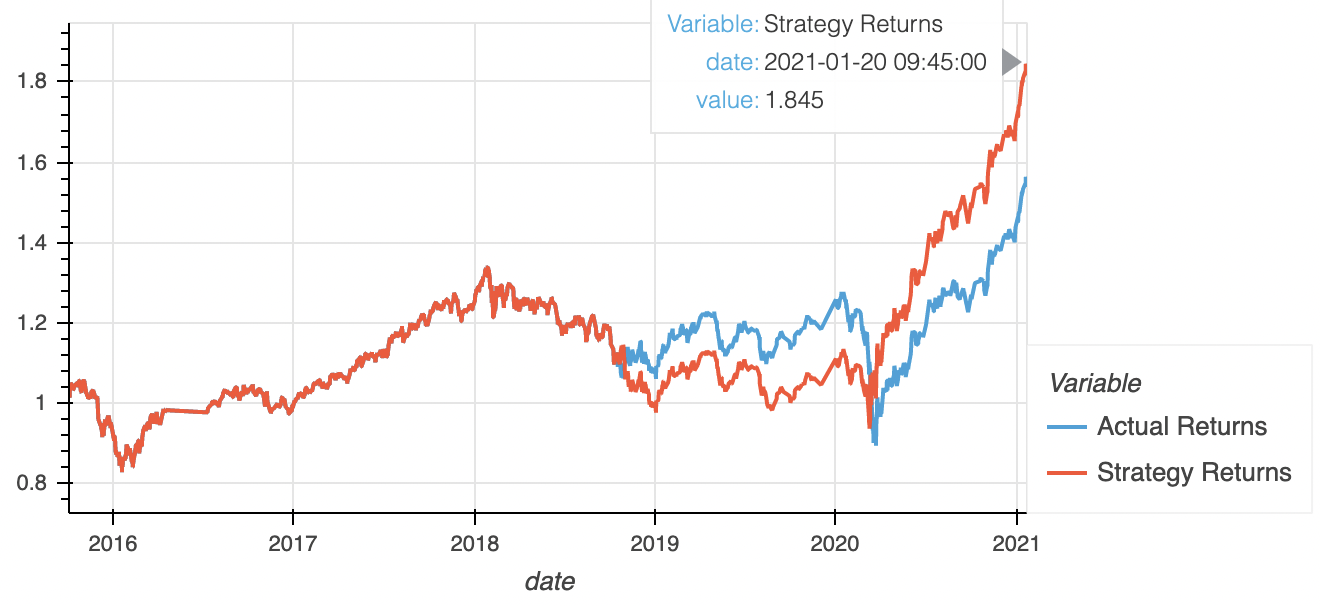 Variable: Strategy Returns
date: 2021-01-20 09:45:00
value: 1.845
1.8
1.6
1.4
1.2
1
0.8
2016 2017 2018 2019 2020 2021
date
Variable
Actual Returns
Strategy Returns